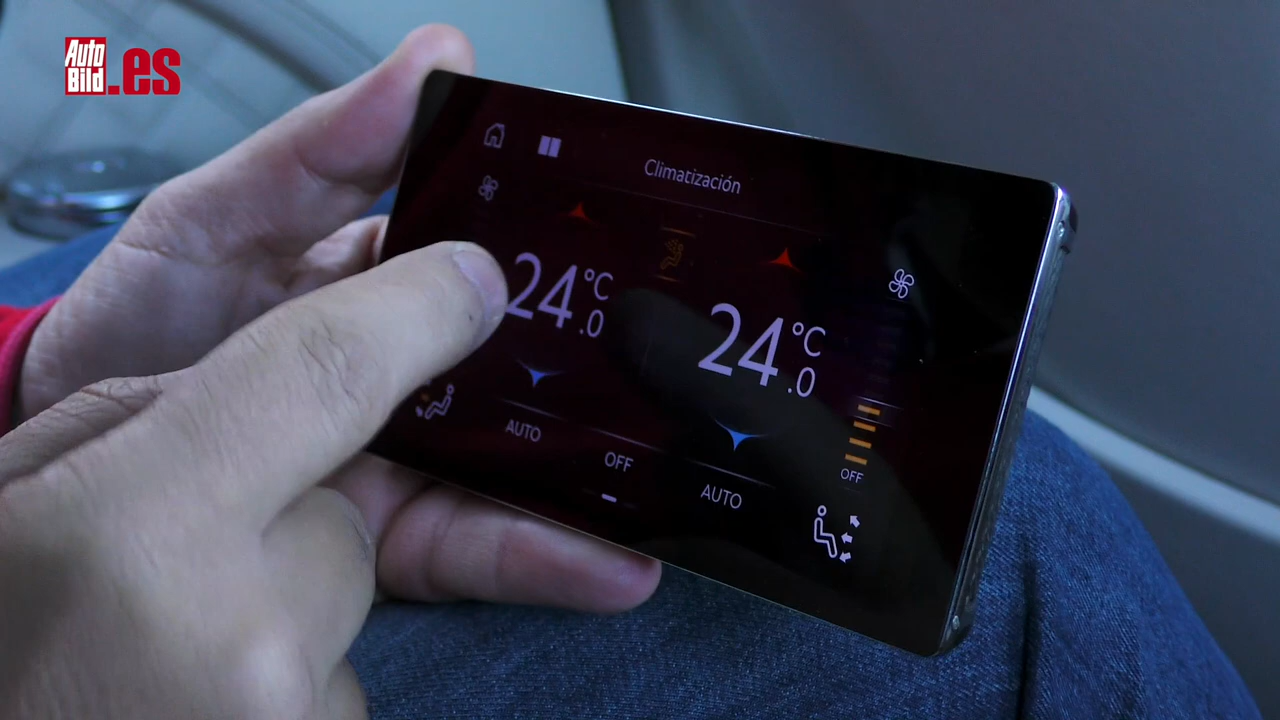 Auto
Bild
.es
Climatización
24.0 °C
24.0 °C
AUTO
OFF
AUTO
OFF